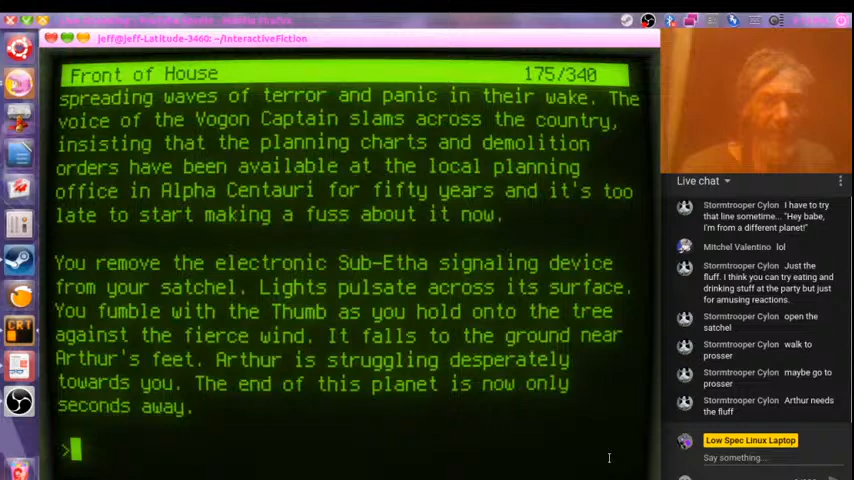 jeff@jeff-Latitude-3460: ~/InteractiveFiction
Front of House 175/340
spreading waves of terror and panic in their wake. The
voice of the Vogon Captain slams across the country,
insisting that the planning charts and demolition
orders have been available at the local planning
office in Alpha Centauri for fifty years and it's too
late to start making a fuss about it now.
You remove the electronic Sub-Etha signaling device
from your satchel. Lights pulsate across its surface.
You fumble with the Thumb as you hold onto the tree
against the fierce wind. It falls to the ground near
Arthur's feet. Arthur is struggling desperately
towards you. The end of this planet is now only
seconds away.
>
Live chat
Stormtrooper Cylon I have to try
that line sometime... "Hey babe,
I'm from a different planet!"
Mitchel Valentino lol
Stormtrooper Cylon Just the
fluff. I think you can try eating and
drinking stuff at the party but just
for amusing reactions.
Stormtrooper Cylon open the
satchel
Stormtrooper Cylon walk to
prosser
Stormtrooper Cylon maybe go to
prosser
Stormtrooper Cylon Arthur needs
the fluff
Low Spec Linux Laptop
Say something...
CRT